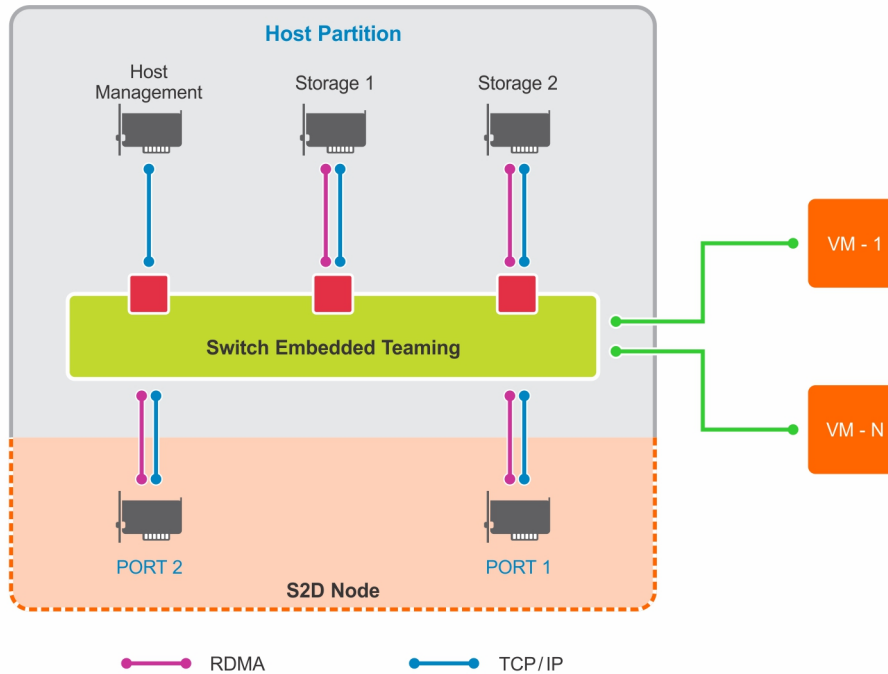 Host Partition
Host
Management
Storage 1
Storage 2
VM - 1
Switch Embedded Teaming
VM - N
PORT 2
PORT 1
S2D Node
RDMA
TCP/IP